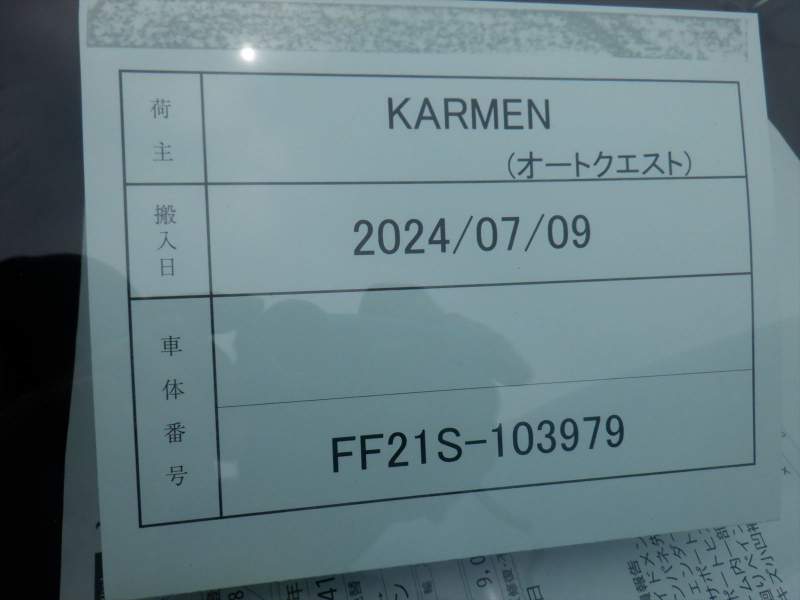 荷主
KARMEN
(オートクエスト)
搬入日
2024/07/09
車体番号
FF21S-103979